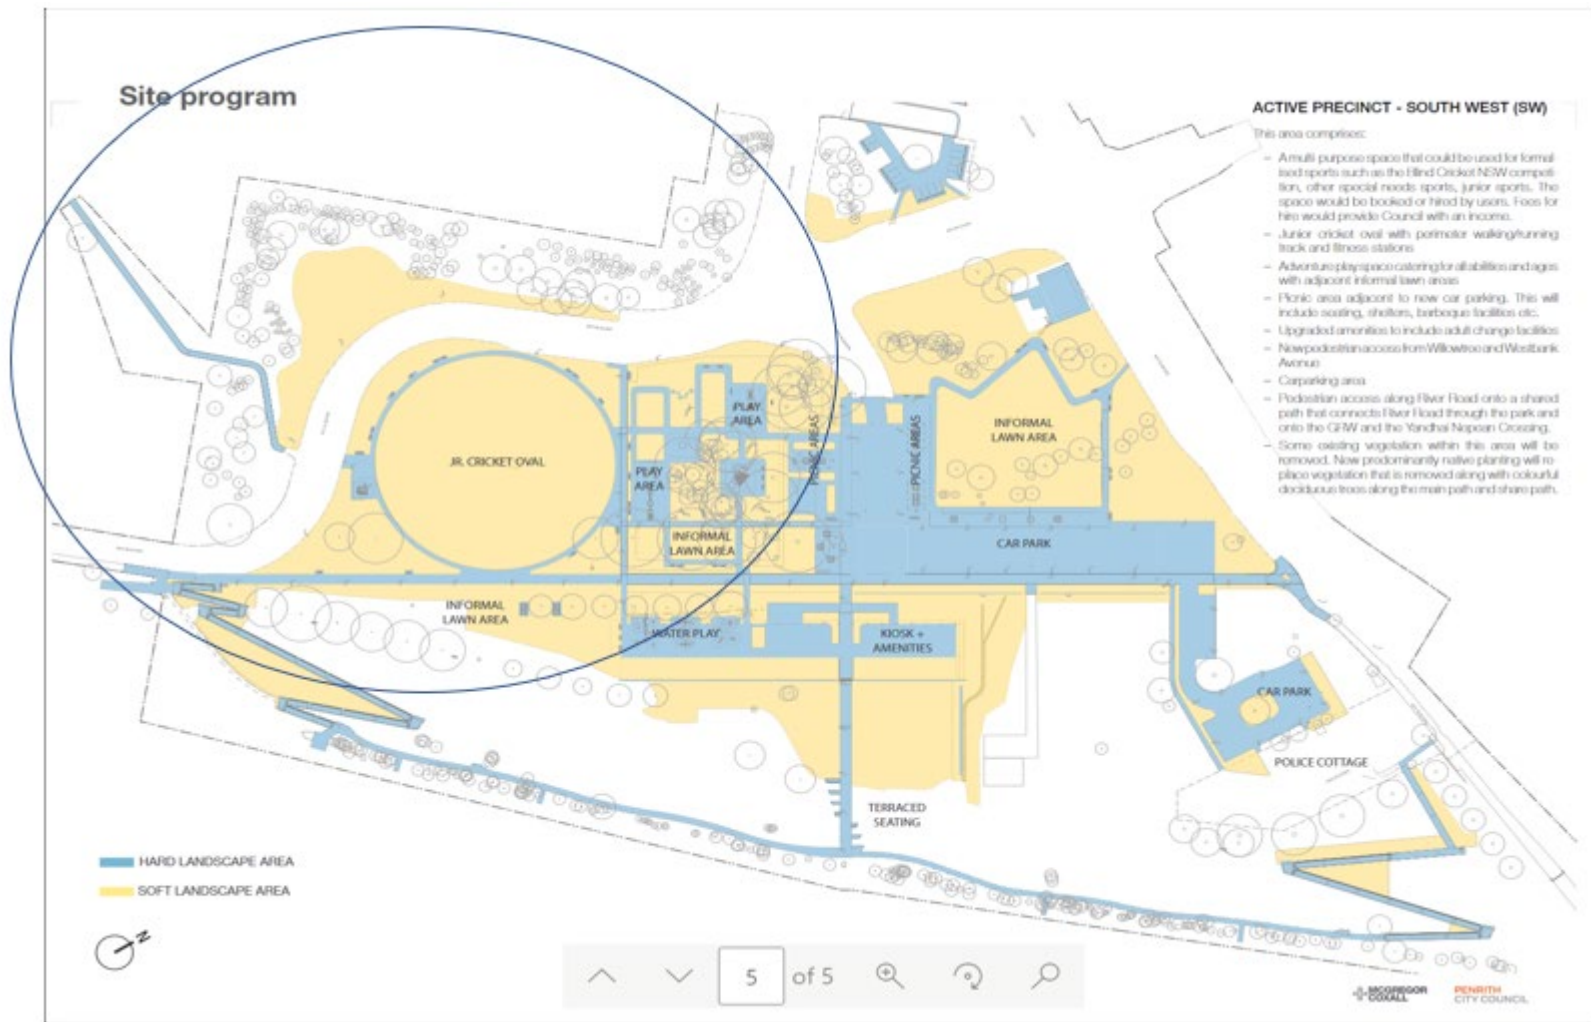 Site program
ACTIVE PRECINCT - SOUTH WEST (SW)
This area comprises:
– A multi purpose space that could be used for formal
ised sports such as the Blind Cricket NSW competi
tion, other special needs sports, junior sports. The
space would be booked or hired by users. Fees for
hire would provide Council with an income.
– Junior cricket oval with perimeter walking/running
track and fitness stations
– Adventure play space catering for all abilities and ages
with adjacent informal lawn areas
– Picnic area adjacent to new car parking. This will
include seating, shelters, barbeque facilities etc.
– Upgraded amenities to include adult change facilities
– New pedestrian access from Willowtree and Westbank
Avenue
– Carparking area
– Pedestrian access along River Road onto a shared
path that connects River Road through the park and
onto the GRW and the Yandhai Nepean Crossing.
– Some existing vegetation within this area will be
removed. New predominantly native planting will re
place vegetation that is removed along with colourful
deciduous trees along the main path and share path.
PLAY
AREA
PICNIC AREAS
PICNIC AREAS
INFORMAL
LAWN AREA
JR. CRICKET OVAL
PLAY
AREA
INFORMAL
LAWN AREA
CAR PARK
INFORMAL
LAWN AREA
WATER PLAY
KIOSK +
AMENITIES
CAR PARK
POLICE COTTAGE
TERRACED
SEATING
HARD LANDSCAPE AREA
SOFT LANDSCAPE AREA
N
5 of 5
MCGREGOR
COXALL
PENRITH
CITY COUNCIL